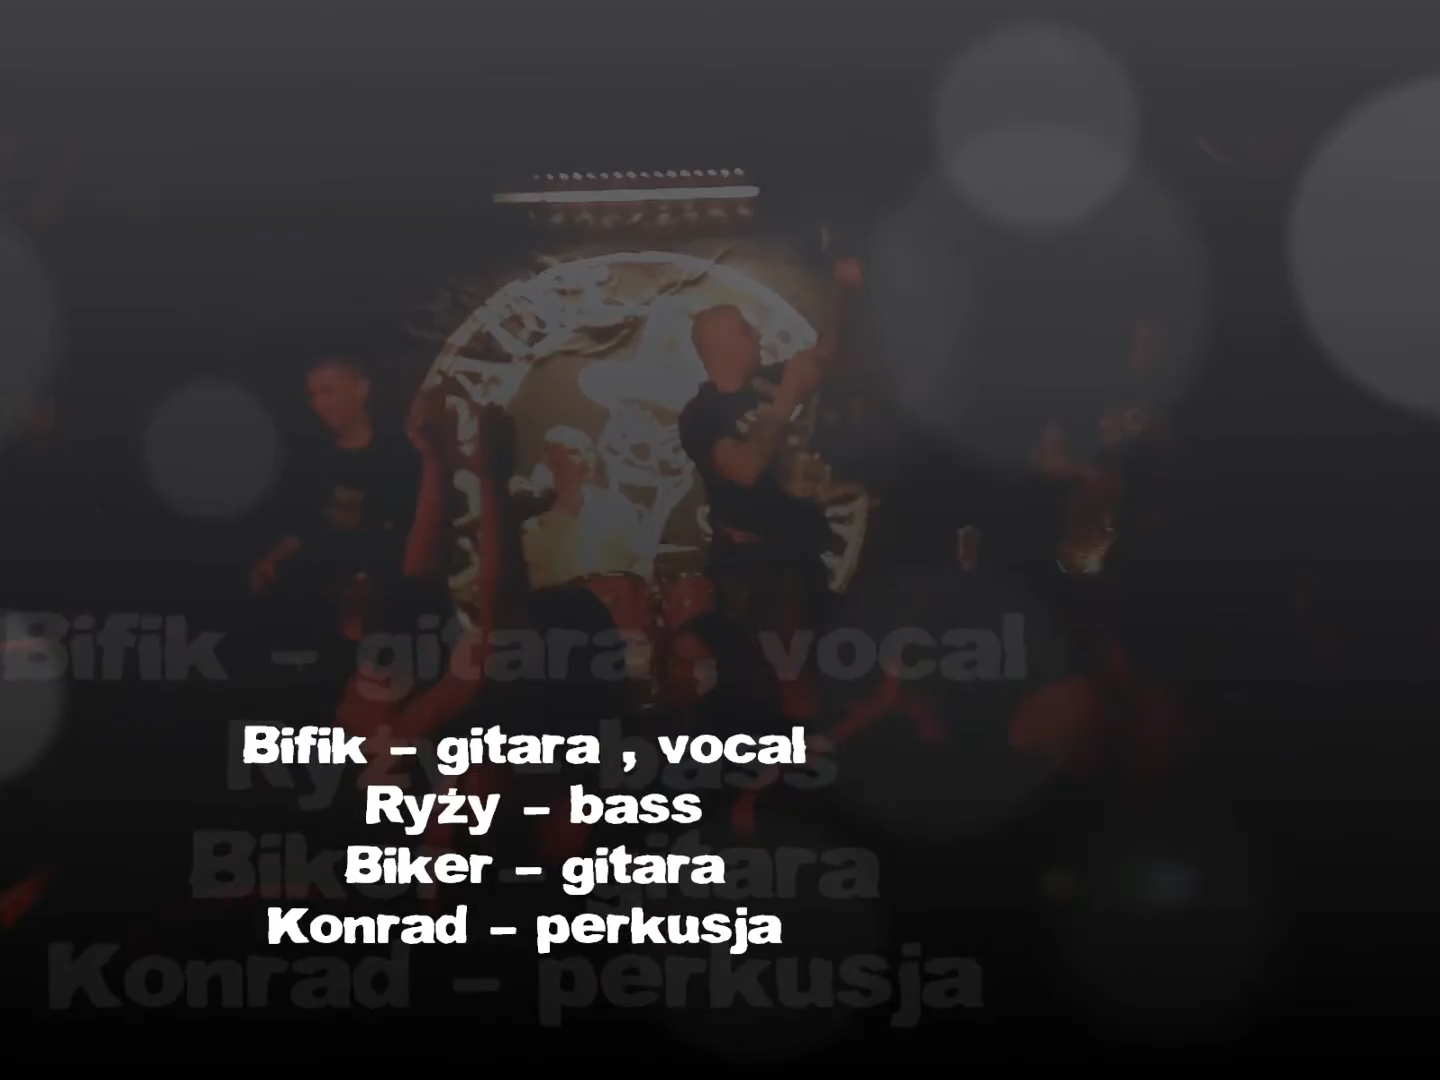 Bifik – gitara , vocal
Ryży – bass
Biker – gitara
Konrad – perkusja